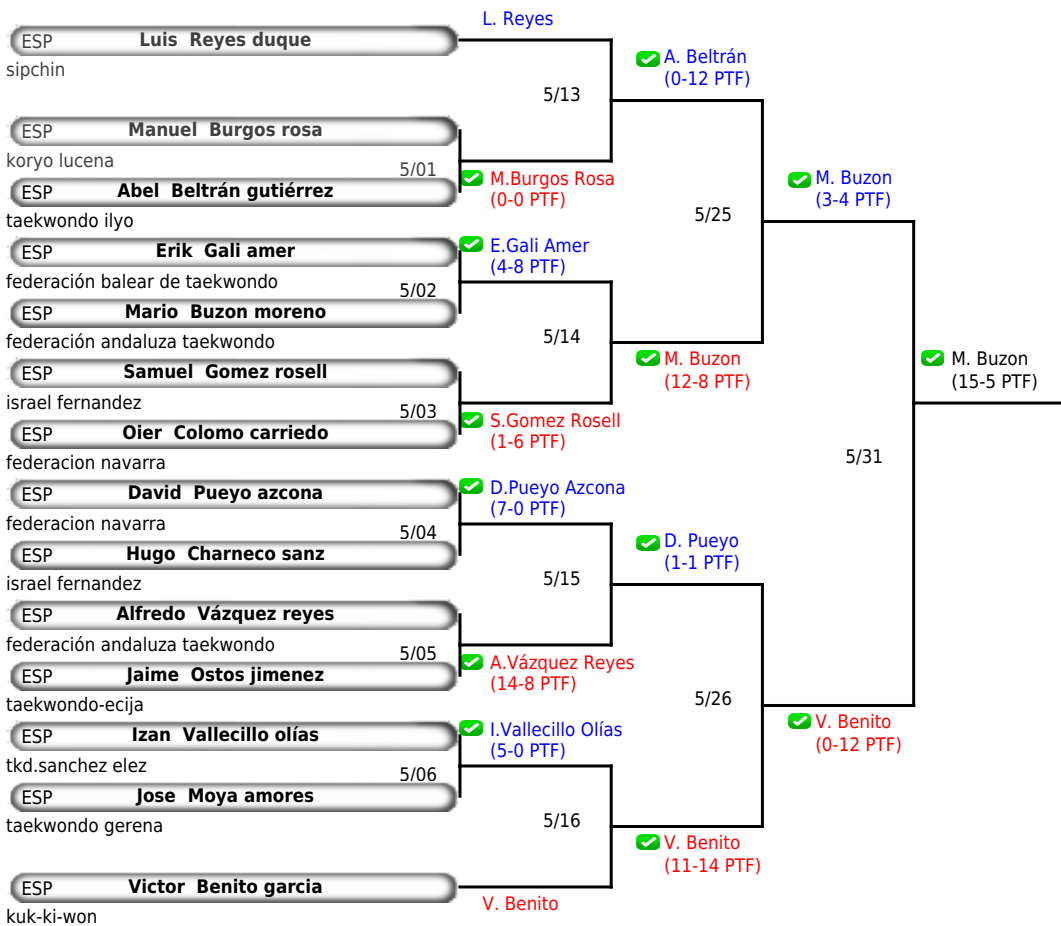 L. Reyes
ESP Luis Reyes duque
sipchin
5/13
A. Beltrán
(0-12 PTF)
ESP Manuel Burgos rosa
koryo lucena
5/01
ESP Abel Beltrán gutiérrez
taekwondo ilyo
M.Burgos Rosa
(0-0 PTF)
5/25
M. Buzon
(3-4 PTF)
ESP Erik Gali amer
federación balear de taekwondo
5/02
E.Gali Amer
(4-8 PTF)
ESP Mario Buzon moreno
federación andaluza taekwondo
5/14
M. Buzon
(12-8 PTF)
ESP Samuel Gomez rosell
israel fernandez
5/03
ESP Oier Colomo carriedo
federacion navarra
S.Gomez Rosell
(1-6 PTF)
M. Buzon
(15-5 PTF)
5/31
ESP David Pueyo azcona
federacion navarra
5/04
D.Pueyo Azcona
(7-0 PTF)
ESP Hugo Charneco sanz
israel fernandez
5/15
D. Pueyo
(1-1 PTF)
ESP Alfredo Vázquez reyes
federación andaluza taekwondo
5/05
ESP Jaime Ostos jimenez
taekwondo-ecija
A.Vázquez Reyes
(14-8 PTF)
5/26
V. Benito
(0-12 PTF)
ESP Izan Vallecillo olías
tkd.sanchez elez
5/06
I.Vallecillo Olías
(5-0 PTF)
ESP Jose Moya amores
taekwondo gerena
5/16
V. Benito
(11-14 PTF)
ESP Victor Benito garcia
kuk-ki-won
V. Benito